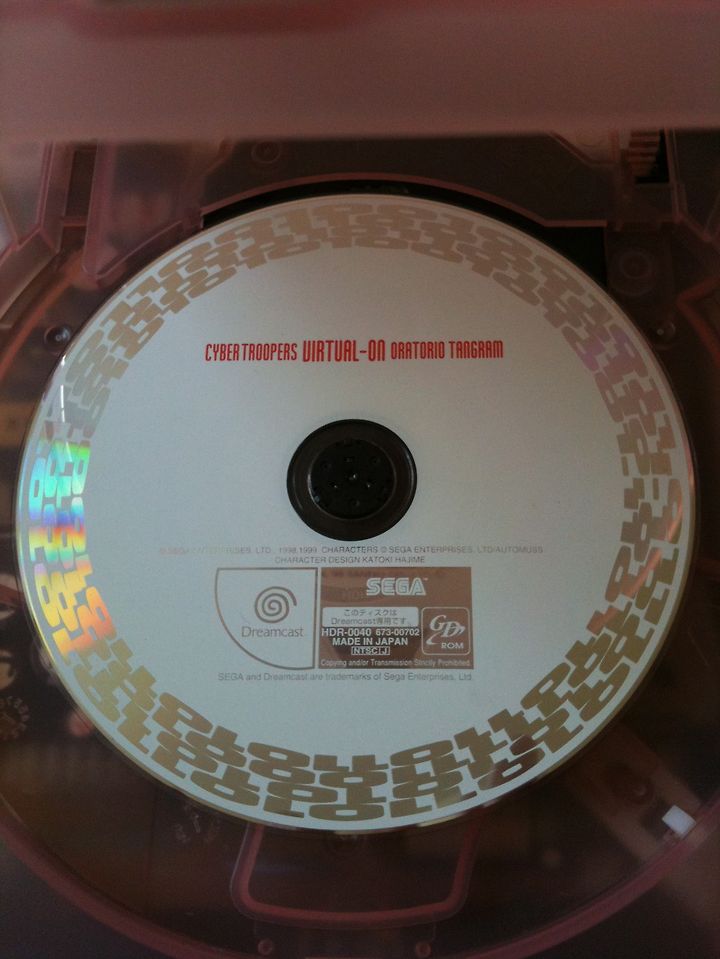 CYBER TROOPERS VIRTUAL-ON ORATORIO TANGRAM
© SEGA ENTERPRISES, LTD., 1998,1999 CHARACTERS © SEGA ENTERPRISES, LTD/AUTOMUSS
CHARACTER DESIGN KATOKI HAJIME
SEGA™
このディスクは
Dreamcast専用です。
Dreamcast
HDR-0040 673-00702
MADE IN JAPAN
NTSC J
GD ROM
Copying and/or Transmission Strictly Prohibited.
SEGA and Dreamcast are trademarks of Sega Enterprises, Ltd.